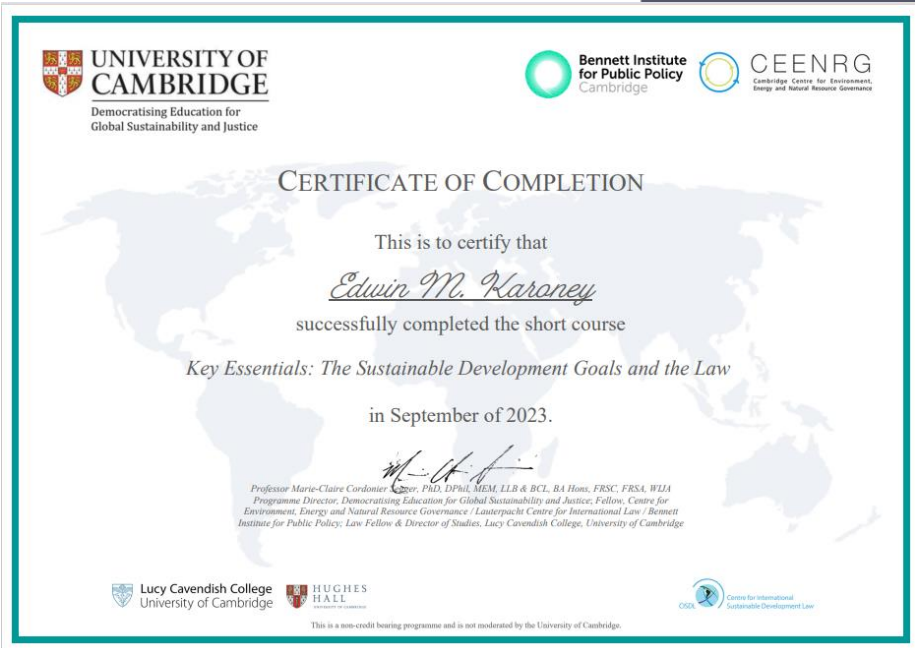 UNIVERSITY OF
CAMBRIDGE
Democratising Education for
Global Sustainability and Justice
Bennett Institute
for Public Policy
Cambridge
CEENRG
Cambridge Centre for Environment,
Energy and Natural Resource Governance
CERTIFICATE OF COMPLETION
This is to certify that
Edwin M. Karoney
successfully completed the short course
Key Essentials: The Sustainable Development Goals and the Law
in September of 2023.
Professor Marie-Claire Cordonier Segger, PhD, DPhil, MEM, LLB & BCL, BA Hons, FRSC, FRSA, WIJA
Programme Director, Democratising Education for Global Sustainability and Justice; Fellow, Centre for
Environment, Energy and Natural Resource Governance / Lauterpacht Centre for International Law / Bennett
Institute for Public Policy; Law Fellow & Director of Studies, Lucy Cavendish College, University of Cambridge
Lucy Cavendish College
University of Cambridge
HUGHES
HALL
UNIVERSITY OF CAMBRIDGE
CISDL
Centre for International
Sustainable Development Law
This is a non-credit bearing programme and is not moderated by the University of Cambridge.